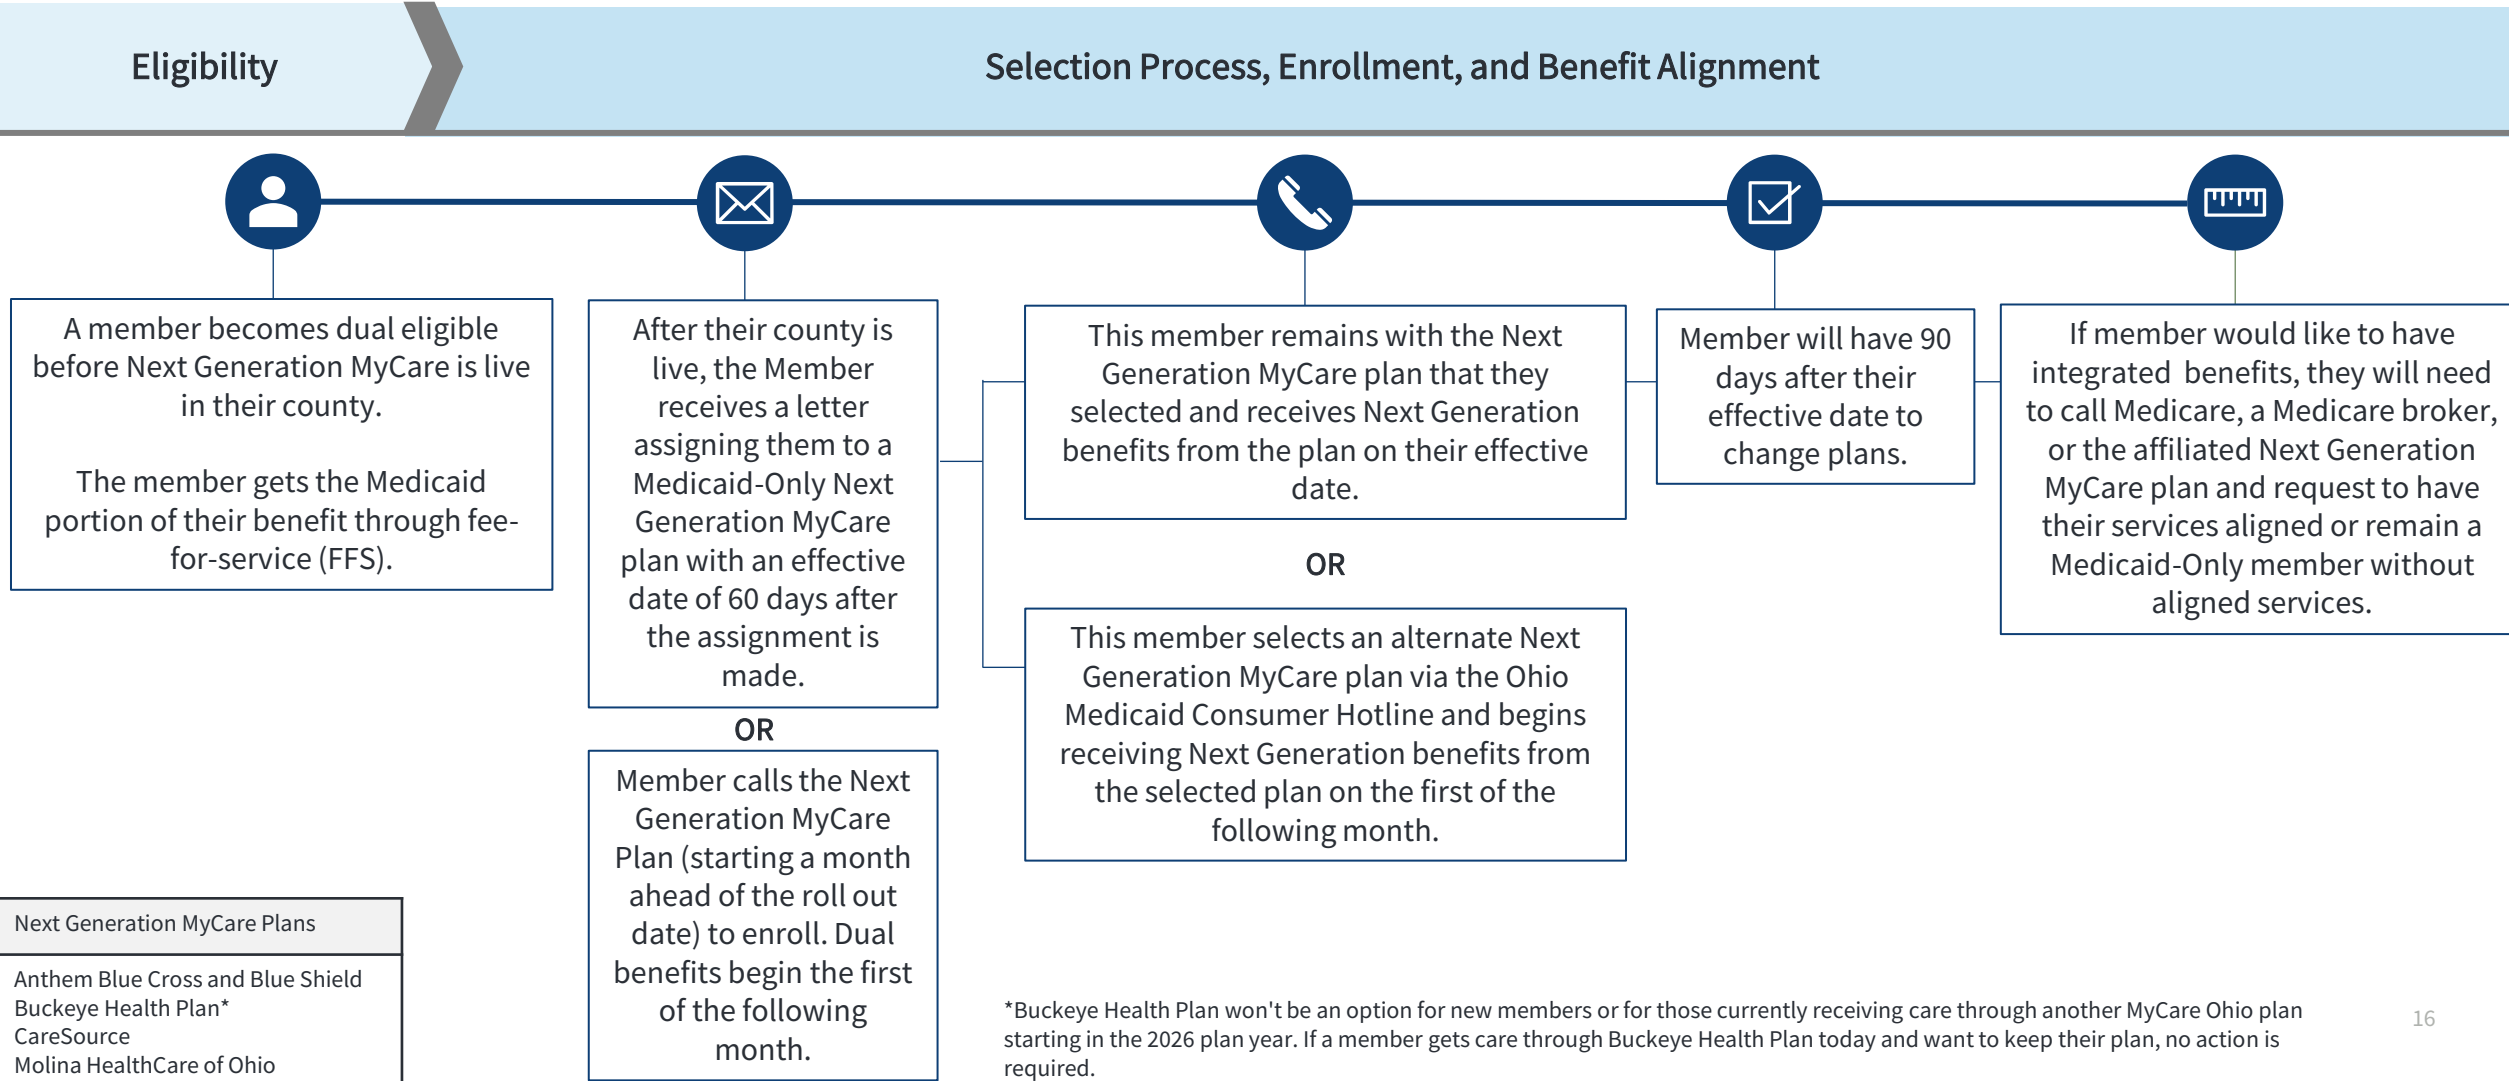 Eligibility
Selection Process, Enrollment, and Benefit Alignment
A member becomes dual eligible
before Next Generation MyCare is live
in their county.
The member gets the Medicaid
portion of their benefit through fee-
for-service (FFS).
After their county is
live, the Member
receives a letter
assigning them to a
Medicaid-Only Next
Generation MyCare
plan with an effective
date of 60 days after
the assignment is
made.
OR
Member calls the Next
Generation MyCare
Plan (starting a month
ahead of the roll out
date) to enroll. Dual
benefits begin the first
of the following
month.
This member remains with the Next
Generation MyCare plan that they
selected and receives Next Generation
benefits from the plan on their effective
date.
OR
This member selects an alternate Next
Generation MyCare plan via the Ohio
Medicaid Consumer Hotline and begins
receiving Next Generation benefits from
the selected plan on the first of the
following month.
Member will have 90
days after their
effective date to
change plans.
If member would like to have
integrated  benefits, they will need
to call Medicare, a Medicare broker,
or the affiliated Next Generation
MyCare plan and request to have
their services aligned or remain a
Medicaid-Only member without
aligned services.
Next Generation MyCare Plans
Anthem Blue Cross and Blue Shield
Buckeye Health Plan*
CareSource
Molina HealthCare of Ohio
*Buckeye Health Plan won't be an option for new members or for those currently receiving care through another MyCare Ohio plan
starting in the 2026 plan year. If a member gets care through Buckeye Health Plan today and want to keep their plan, no action is
required.
16